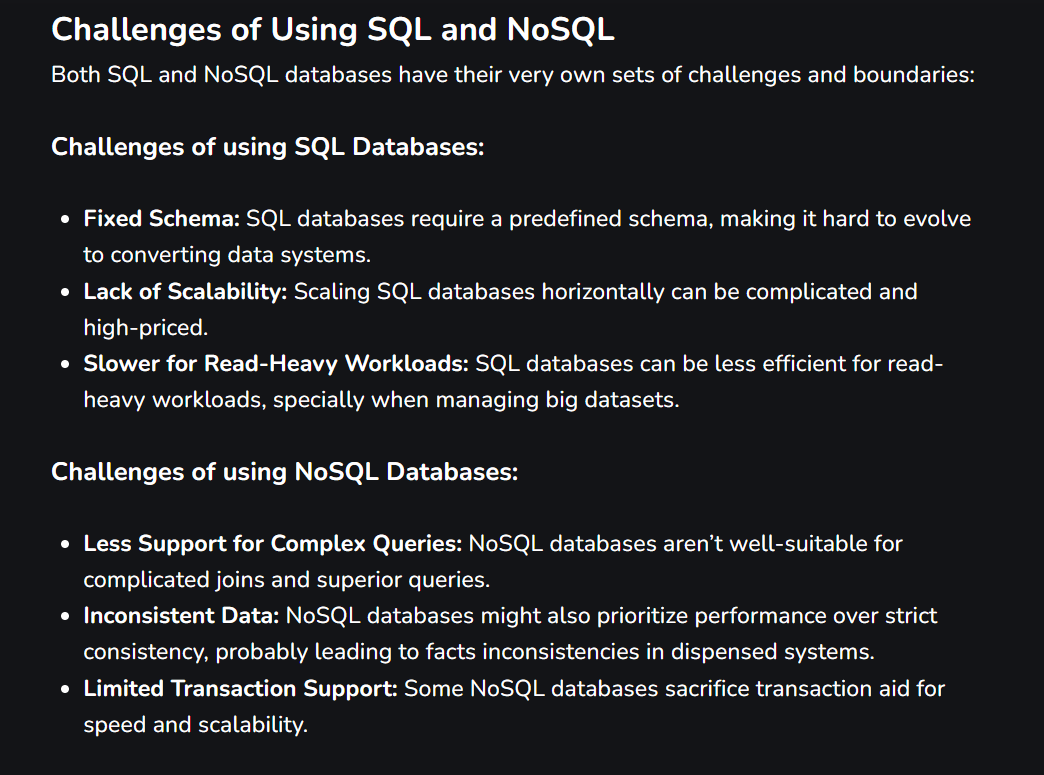 Challenges of Using SQL and NoSQL
Both SQL and NoSQL databases have their very own sets of challenges and boundaries:
Challenges of using SQL Databases:
• Fixed Schema: SQL databases require a predefined schema, making it hard to evolve
to converting data systems.
• Lack of Scalability: Scaling SQL databases horizontally can be complicated and
high-priced.
• Slower for Read-Heavy Workloads: SQL databases can be less efficient for read-
heavy workloads, specially when managing big datasets.
Challenges of using NoSQL Databases:
• Less Support for Complex Queries: NoSQL databases aren’t well-suitable for
complicated joins and superior queries.
• Inconsistent Data: NoSQL databases might also prioritize performance over strict
consistency, probably leading to facts inconsistencies in dispensed systems.
• Limited Transaction Support: Some NoSQL databases sacrifice transaction aid for
speed and scalability.